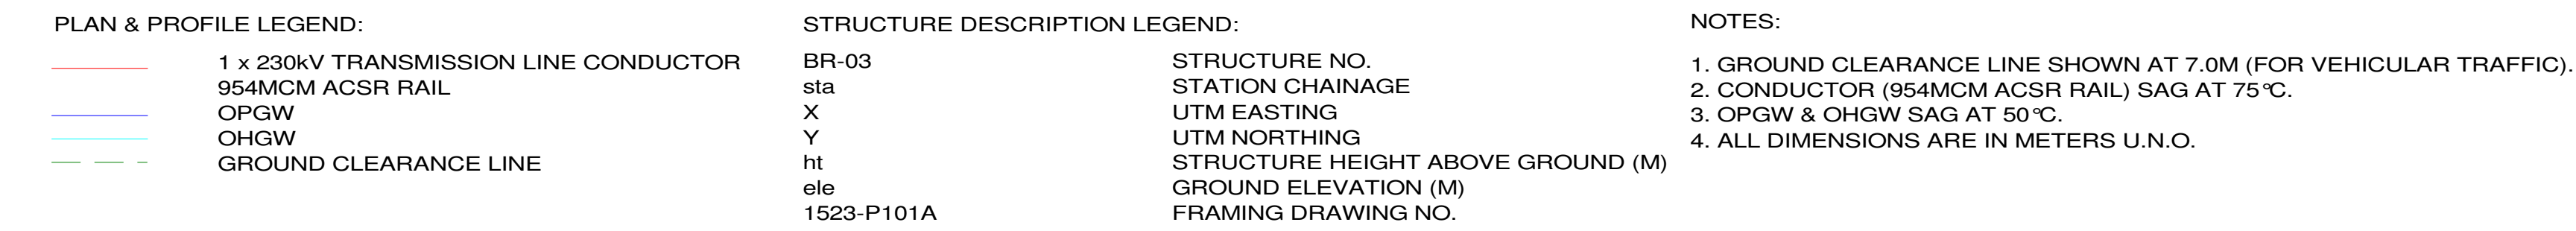 PLAN & PROFILE LEGEND:
1 x 230kV TRANSMISSION LINE CONDUCTOR
954MCM ACSR RAIL
OPGW
OHGW
GROUND CLEARANCE LINE
STRUCTURE DESCRIPTION LEGEND:
BR-03 STRUCTURE NO.
sta STATION CHAINAGE
X UTM EASTING
Y UTM NORTHING
ht STRUCTURE HEIGHT ABOVE GROUND (M)
ele GROUND ELEVATION (M)
1523-P101A FRAMING DRAWING NO.
NOTES:
1. GROUND CLEARANCE LINE SHOWN AT 7.0M (FOR VEHICULAR TRAFFIC).
2. CONDUCTOR (954MCM ACSR RAIL) SAG AT 75°C.
3. OPGW & OHGW SAG AT 50°C.
4. ALL DIMENSIONS ARE IN METERS U.N.O.